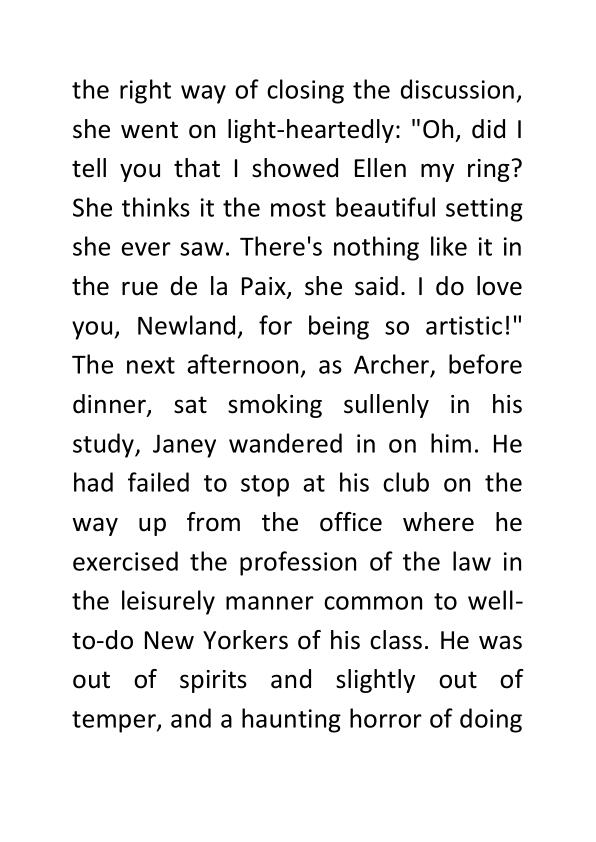 the right way of closing the discussion,
she went on light-heartedly: "Oh, did I
tell you that I showed Ellen my ring?
She thinks it the most beautiful setting
she ever saw. There's nothing like it in
the rue de la Paix, she said. I do love
you, Newland, for being so artistic!"
The next afternoon, as Archer, before
dinner, sat smoking sullenly in his
study, Janey wandered in on him. He
had failed to stop at his club on the
way up from the office where he
exercised the profession of the law in
the leisurely manner common to well-
to-do New Yorkers of his class. He was
out of spirits and slightly out of
temper, and a haunting horror of doing